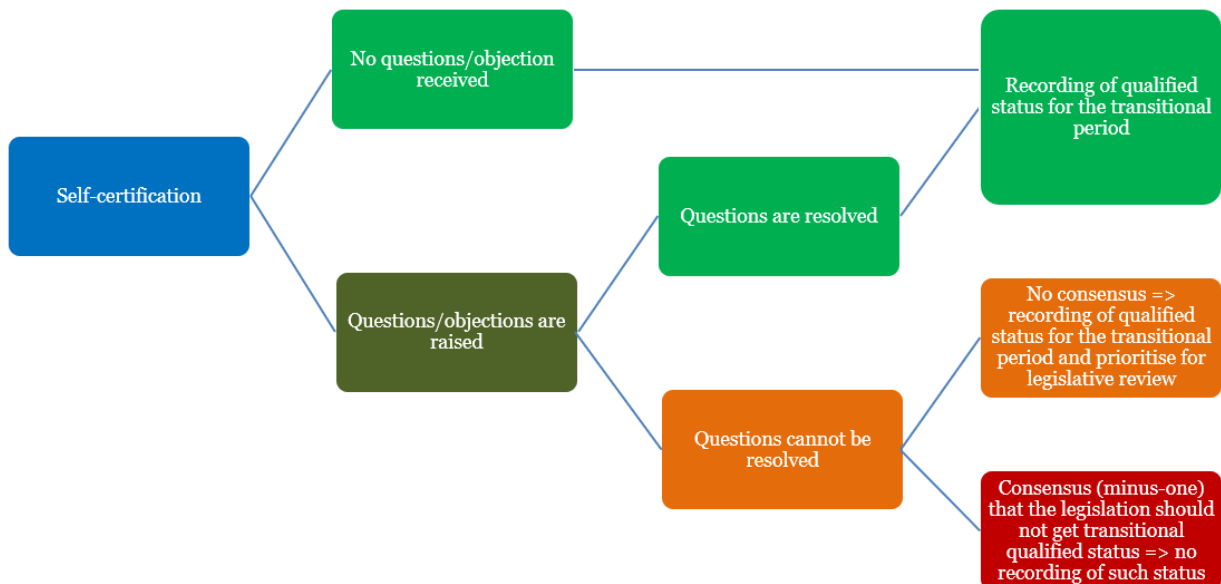 No questions/objection
received
Recording of qualified
status for the transitional
period
Self-certification
Questions are resolved
Questions/objections are
raised
No consensus =>
recording of qualified
status for the transitional
period and prioritise for
legislative review
Questions cannot be
resolved
Consensus (minus-one)
that the legislation should
not get transitional
qualified status => no
recording of such status